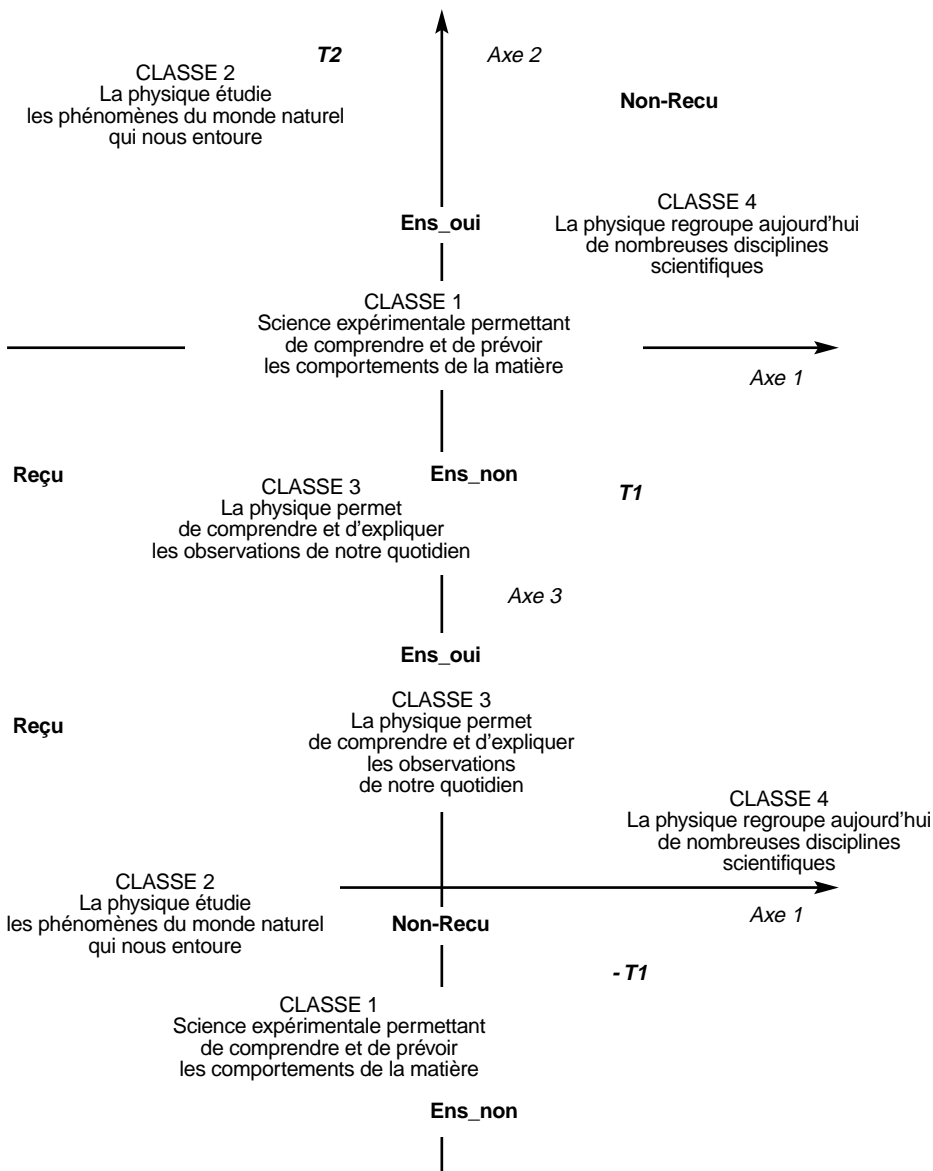 T2
Axe 2
CLASSE 2
La physique étudie
les phénomènes du monde naturel
qui nous entoure
Non-Recu
Ens_oui
CLASSE 4
La physique regroupe aujourd'hui
de nombreuses disciplines
scientifiques
CLASSE 1
Science expérimentale permettant
de comprendre et de prévoir
les comportements de la matière
Axe 1
Reçu
Ens_non
CLASSE 3
La physique permet
de comprendre et d'expliquer
les observations de notre quotidien
T1
Axe 3
Ens_oui
Reçu
CLASSE 3
La physique permet
de comprendre et d'expliquer
les observations
de notre quotidien
CLASSE 4
La physique regroupe aujourd'hui
de nombreuses disciplines
scientifiques
CLASSE 2
La physique étudie
les phénomènes du monde naturel
qui nous entoure
Non-Recu
Axe 1
- T1
CLASSE 1
Science expérimentale permettant
de comprendre et de prévoir
les comportements de la matière
Ens_non